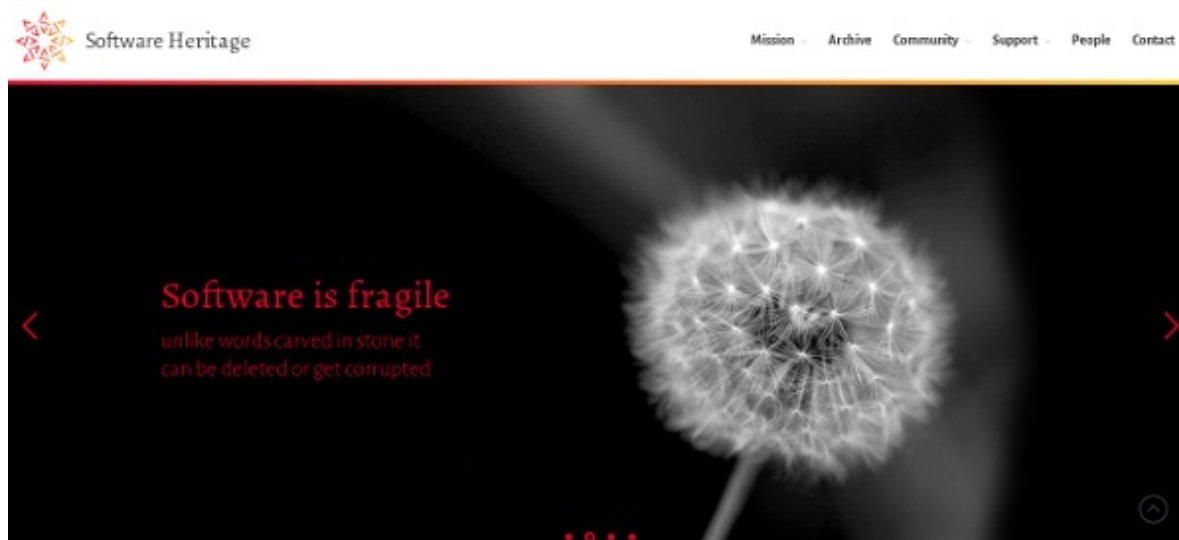 Software Heritage
Mission Archive Community Support People Contact
Software is fragile
unlike words carved in stone it
can be deleted or get corrupted